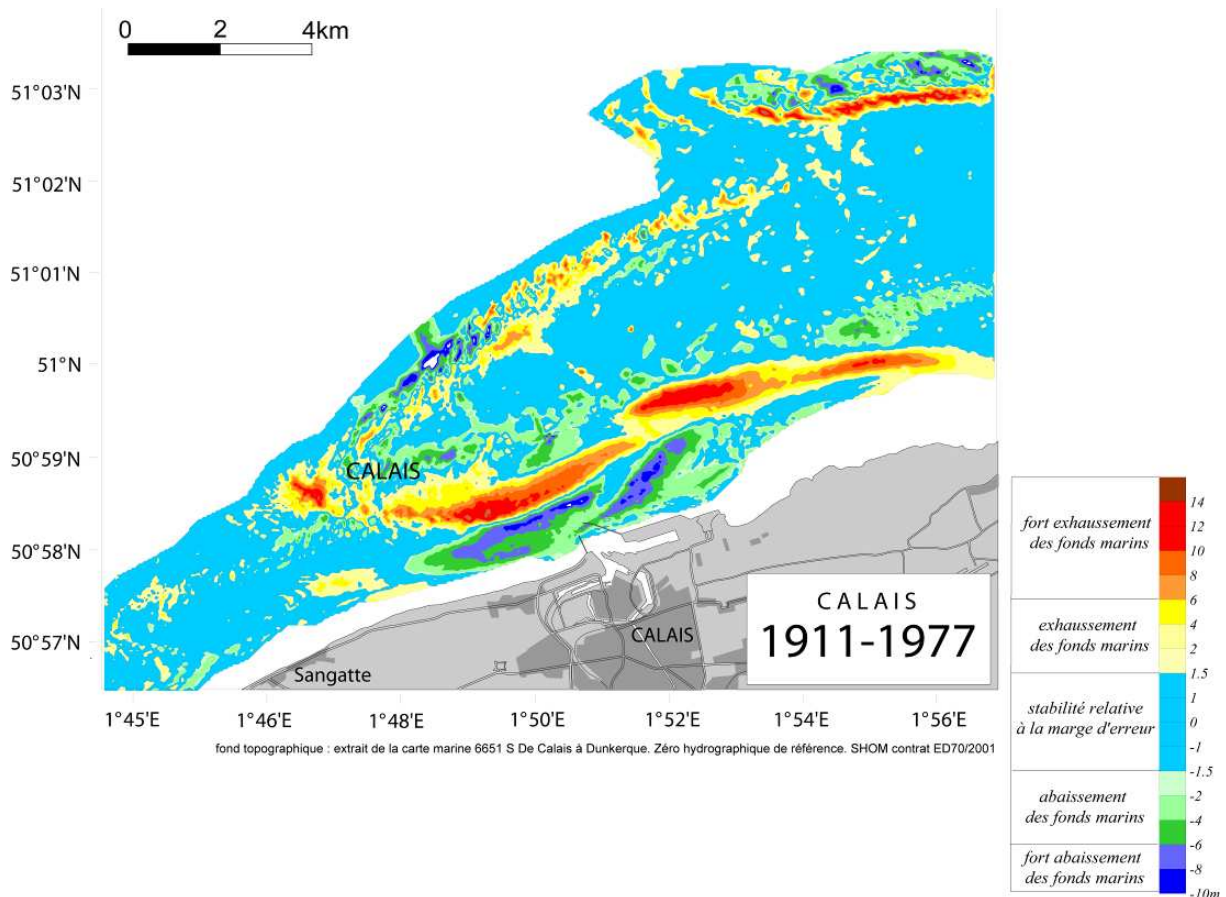 0 2 4km
51°03'N
51°02'N
51°01'N
51°N
50°59'N
50°58'N
50°57'N
CALAIS
CALAIS
Sangatte
CALAIS
1911-1977
1°45'E 1°46'E 1°48'E 1°50'E 1°52'E 1°54'E 1°56'E
fond topographique : extrait de la carte marine 6651 S De Calais à Dunkerque. Zéro hydrographique de référence. SHOM contrat ED70/2001
fort exhaussement
des fonds marins
exhaussement
des fonds marins
stabilité relative
à la marge d'erreur
abaissement
des fonds marins
fort abaissement
des fonds marins
14
12
10
8
6
4
2
1.5
1
0
-1
-1.5
-2
-4
-6
-8
-10m